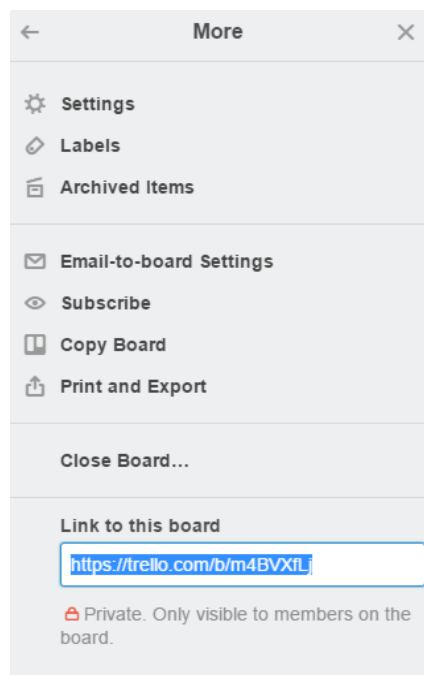 More
Settings
Labels
Archived Items
Email-to-board Settings
Subscribe
Copy Board
Print and Export
Close Board...
Link to this board
https://trello.com/b/m4BVXfLj
Private. Only visible to members on the
board.